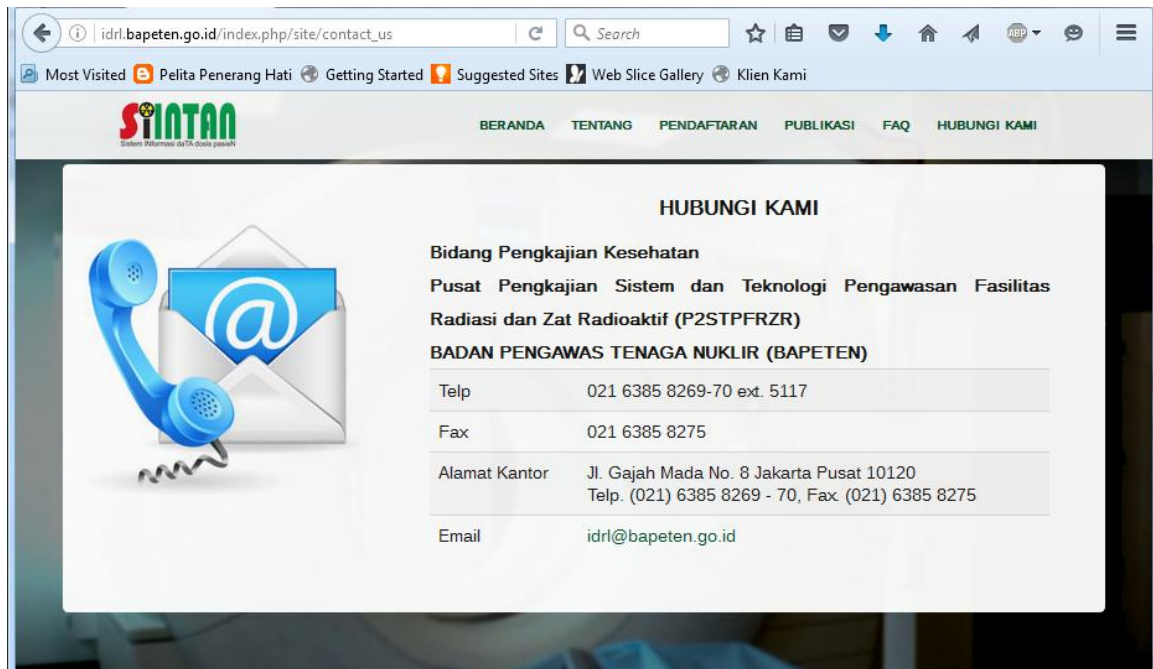 idrl.bapeten.go.id/index.php/site/contact_us
Search
ABP
Most Visited Pelita Penerang Hati Getting Started Suggested Sites Web Slice Gallery Klien Kami
SiINTAN
Sistem INformasi daTA dosis pasieN
BERANDA TENTANG PENDAFTARAN PUBLIKASI FAQ HUBUNGI KAMI
HUBUNGI KAMI
Bidang Pengkajian Kesehatan
Pusat Pengkajian Sistem dan Teknologi Pengawasan Fasilitas
Radiasi dan Zat Radioaktif (P2STPFRZR)
BADAN PENGAWAS TENAGA NUKLIR (BAPETEN)
Telp 021 6385 8269-70 ext. 5117
Fax 021 6385 8275
Alamat Kantor Jl. Gajah Mada No. 8 Jakarta Pusat 10120
Telp. (021) 6385 8269 - 70, Fax. (021) 6385 8275
Email idrl@bapeten.go.id
@